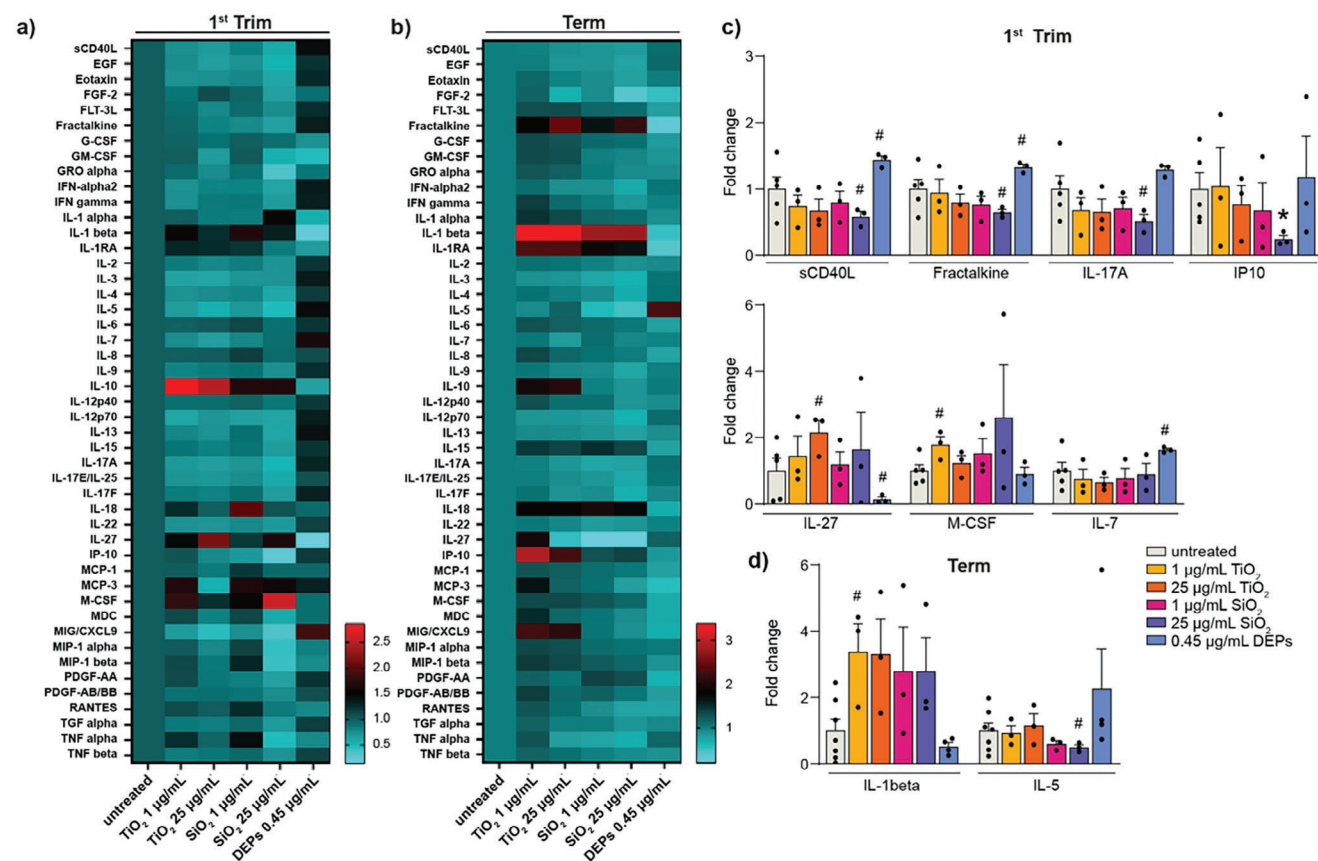 a)
1st Trim
sCD40L
EGF
Eotaxin
FGF-2
FLT-3L
Fractalkine
G-CSF
GM-CSF
GRO alpha
IFN-alpha2
IFN gamma
IL-1 alpha
IL-1 beta
IL-1RA
IL-2
IL-3
IL-4
IL-5
IL-6
IL-7
IL-8
IL-9
IL-10
IL-12p40
IL-12p70
IL-13
IL-15
IL-17A
IL-17E/IL-25
IL-17F
IL-18
IL-22
IL-27
IP-10
MCP-1
MCP-3
M-CSF
MDC
MIG/CXCL9
MIP-1 alpha
MIP-1 beta
PDGF-AA
PDGF-AB/BB
RANTES
TGF alpha
TNF alpha
TNF beta
untreated
TiO2 1 µg/mL
TiO2 25 µg/mL
SiO2 1 µg/mL
SiO2 25 µg/mL
DEPs 0.45 µg/mL
2.5
2.0
1.5
1.0
0.5
b)
Term
sCD40L
EGF
Eotaxin
FGF-2
FLT-3L
Fractalkine
G-CSF
GM-CSF
GRO alpha
IFN-alpha2
IFN gamma
IL-1 alpha
IL-1 beta
IL-1RA
IL-2
IL-3
IL-4
IL-5
IL-6
IL-7
IL-8
IL-9
IL-10
IL-12p40
IL-12p70
IL-13
IL-15
IL-17A
IL-17E/IL-25
IL-17F
IL-18
IL-22
IL-27
IP-10
MCP-1
MCP-3
M-CSF
MDC
MIG/CXCL9
MIP-1 alpha
MIP-1 beta
PDGF-AA
PDGF-AB/BB
RANTES
TGF alpha
TNF alpha
TNF beta
untreated
TiO2 1 µg/mL
TiO2 25 µg/mL
SiO2 1 µg/mL
SiO2 25 µg/mL
DEPs 0.45 µg/mL
3
2
1
c)
1st Trim
Fold change
3
2
1
0
# # # # # *
sCD40L Fractalkine IL-17A IP10
Fold change
6
4
2
0
# # # #
IL-27 M-CSF IL-7
d)
Term
Fold change
6
4
2
0
# #
IL-1beta IL-5
untreated
1 µg/mL TiO2
25 µg/mL TiO2
1 µg/mL SiO2
25 µg/mL SiO2
0.45 µg/mL DEPs